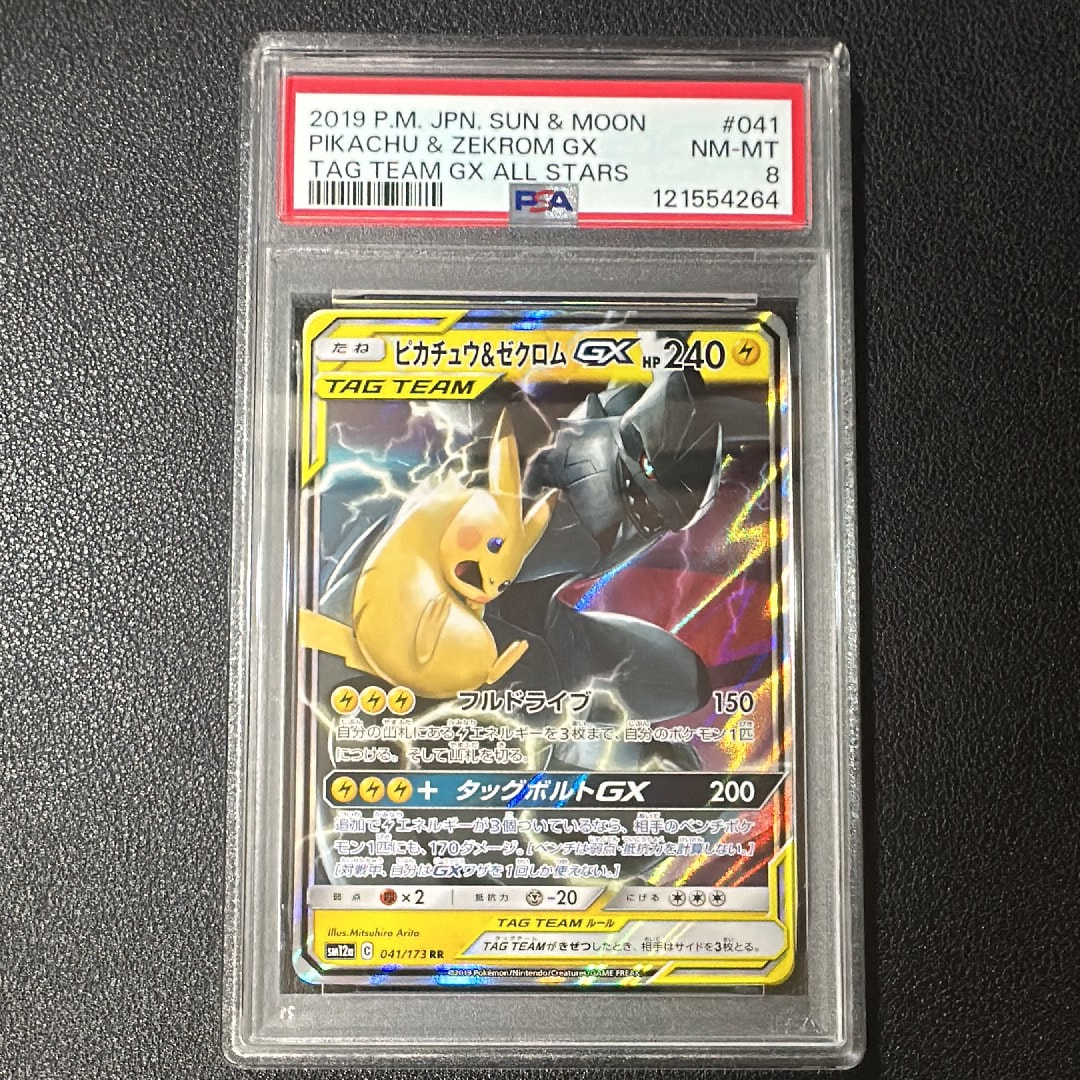 2019 P.M. JPN. SUN & MOON #041
PIKACHU & ZEKROM GX NM-MT
TAG TEAM GX ALL STARS 8
PSA 121554264
たね ピカチュウ&ゼクロムGX HP240
TAG TEAM
フルドライブ 150
自分の山札にあるエネルギーを3枚まで、自分のポケモン1匹
につける。そして山札を切る。
+ タッグボルトGX 200
追加でエネルギーが3個ついているなら、相手のベンチポケ
モン1匹にも、170ダメージ。[ベンチは弱点・抵抗力を計算しない。]
[対戦中、自分はGXワザを1回しか使えない。]
弱点 ×2 抵抗力 -20 にげる
TAG TEAM ルール
Illus.Mitsuhiro Arita
TAG TEAMがきぜつしたとき、相手はサイドを3枚とる。
sm12a C 041/173 RR
©2019 Pokémon/Nintendo/Creatures/GAME FREAK